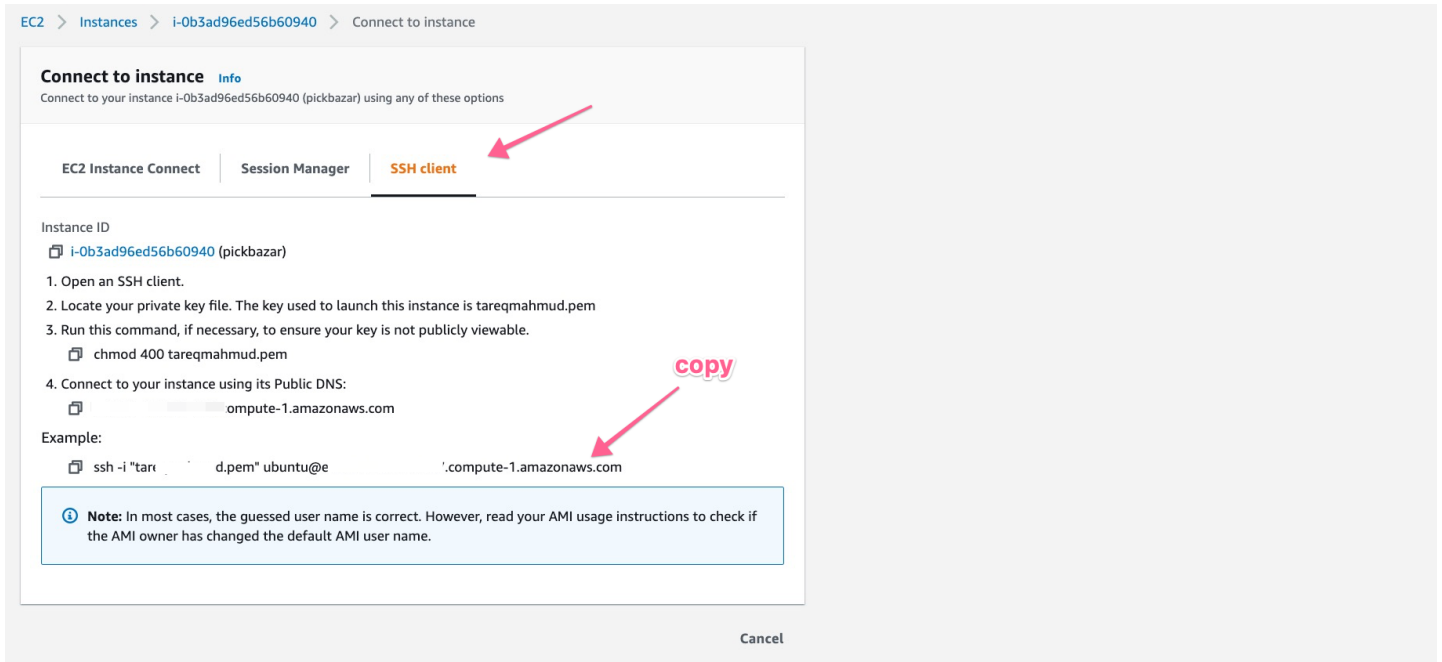 EC2 > Instances > i-0b3ad96ed56b60940 > Connect to instance
Connect to instance Info
Connect to your instance i-0b3ad96ed56b60940 (pickbazar) using any of these options
EC2 Instance Connect Session Manager SSH client
Instance ID
i-0b3ad96ed56b60940 (pickbazar)
1. Open an SSH client.
2. Locate your private key file. The key used to launch this instance is tareqmahmud.pem
3. Run this command, if necessary, to ensure your key is not publicly viewable.
chmod 400 tareqmahmud.pem
copy
4. Connect to your instance using its Public DNS:
ompute-1.amazonaws.com
Example:
ssh -i "tare d.pem" ubuntu@e .compute-1.amazonaws.com
Note: In most cases, the guessed user name is correct. However, read your AMI usage instructions to check if
the AMI owner has changed the default AMI user name.
Cancel